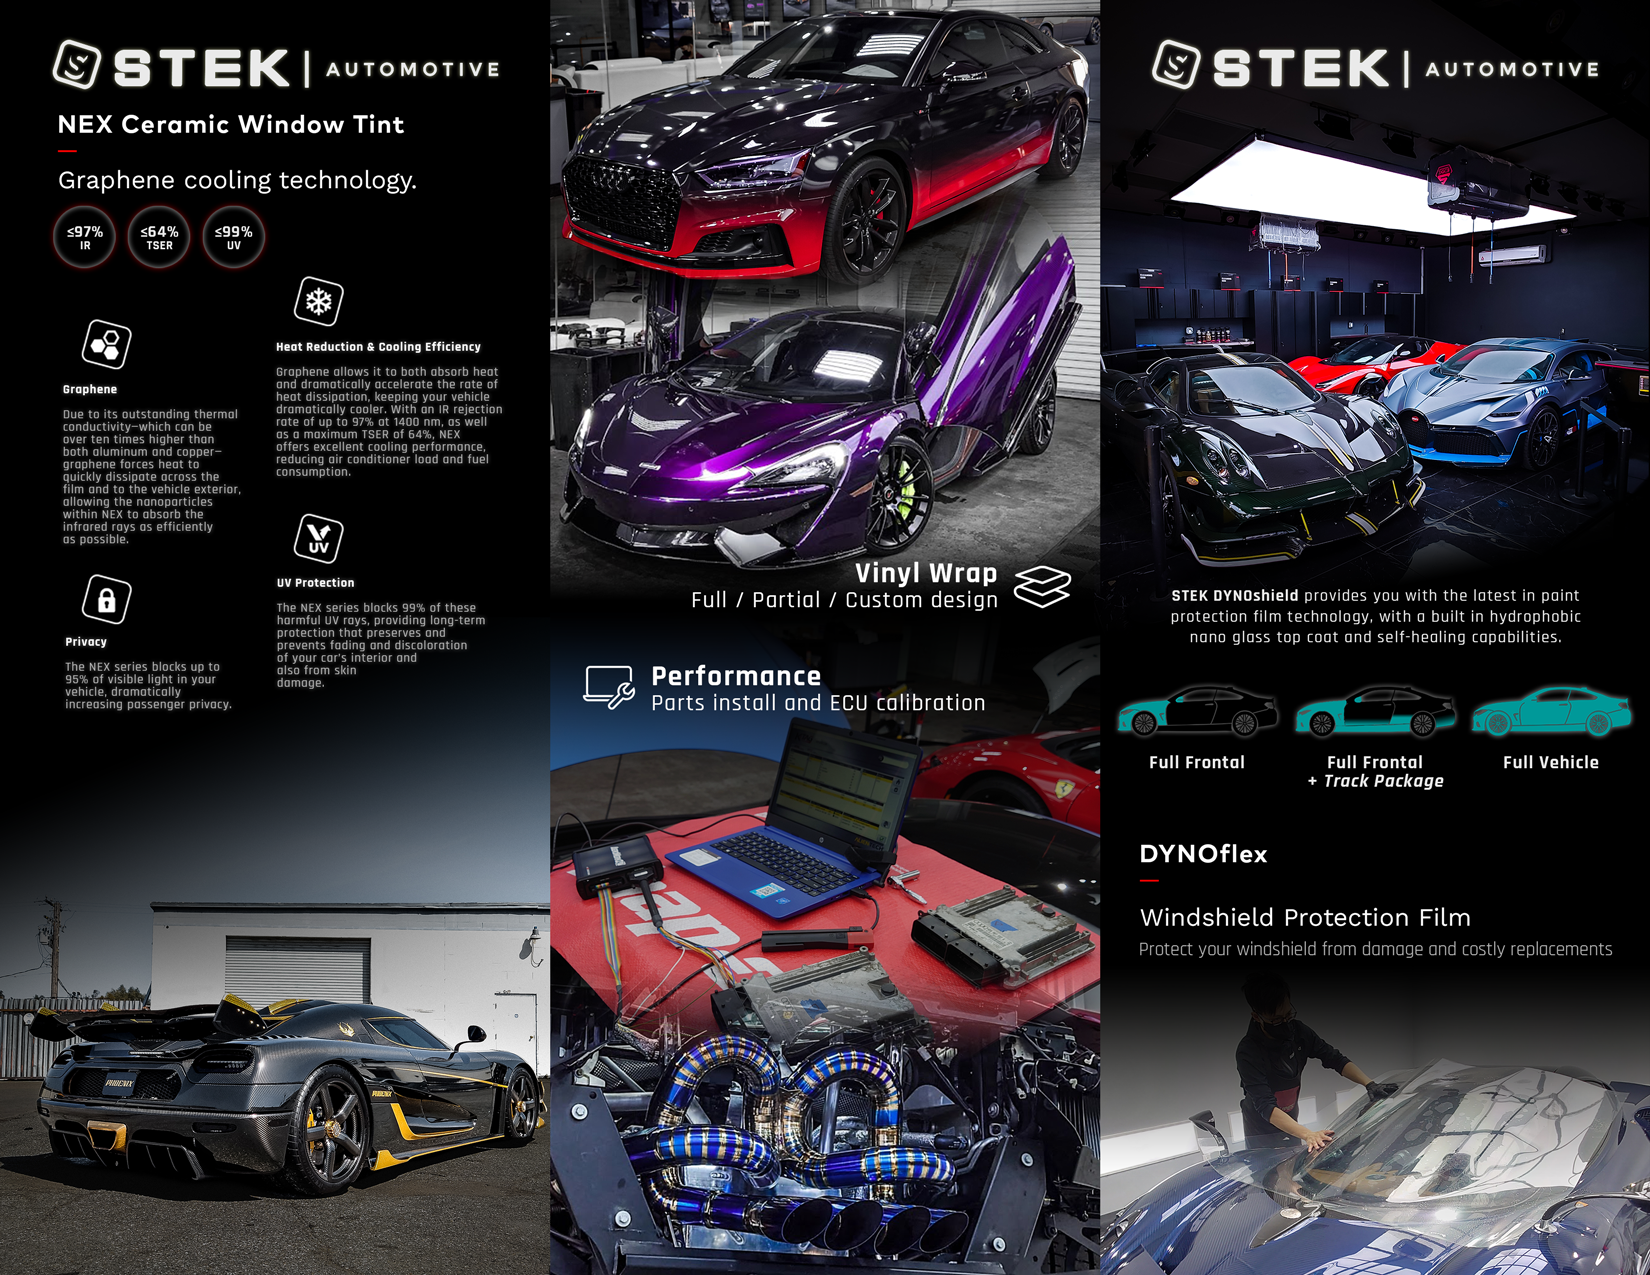 STEK | AUTOMOTIVE
NEX Ceramic Window Tint
Graphene cooling technology.
≤97%
IR
≤64%
TSER
≤99%
UV
Graphene
Due to its outstanding thermal
conductivity—which can be
over ten times higher than
both aluminum and copper—
graphene forces heat to
quickly dissipate across the
film and to the vehicle exterior,
allowing the nanoparticles
within NEX to absorb the
infrared rays as efficiently
as possible.
Privacy
The NEX series blocks up to
95% of visible light in your
vehicle, dramatically
increasing passenger privacy.
Heat Reduction & Cooling Efficiency
Graphene allows it to both absorb heat
and dramatically accelerate the rate of
heat dissipation, keeping your vehicle
dramatically cooler. With an IR rejection
rate of up to 97% at 1400 nm, as well
as a maximum TSER of 64%, NEX
offers excellent cooling performance,
reducing air conditioner load and fuel
consumption.
UV
UV Protection
The NEX series blocks 99% of these
harmful UV rays, providing long-term
protection that preserves and
prevents fading and discoloration
of your car's interior and
also from skin
damage.
PHOENIX
PHOENIX
Vinyl Wrap
Full / Partial / Custom design
Performance
Parts install and ECU calibration
STEK | AUTOMOTIVE
STEK DYNOshield provides you with the latest in paint
protection film technology, with a built in hydrophobic
nano glass top coat and self-healing capabilities.
Full Frontal
Full Frontal
+ Track Package
Full Vehicle
DYNOflex
Windshield Protection Film
Protect your windshield from damage and costly replacements